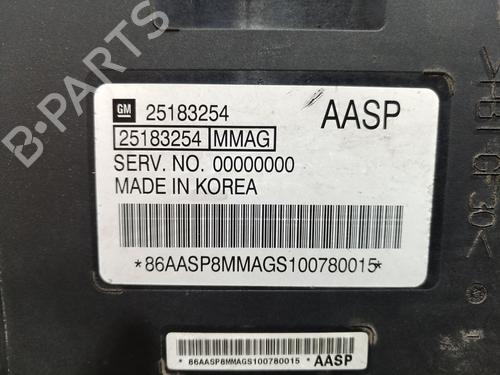 GM 25183254 AASP
25183254 MMAG
SERV. NO. 00000000
MADE IN KOREA
*86AASP8MMAGS100780015*
* 86AASP8MMAGS100780015 * AASP
B-PARTS